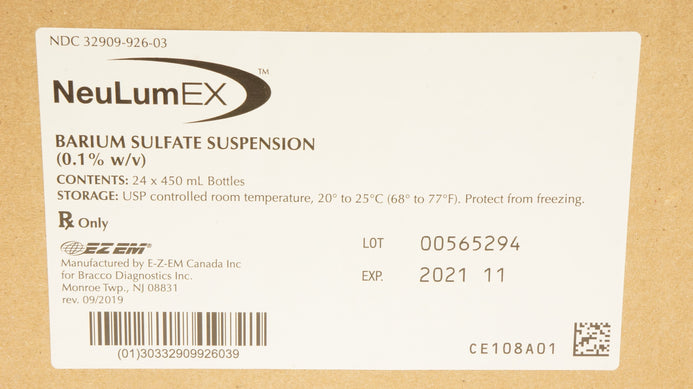 NDC 32909-926-03
NeuLumEX™
BARIUM SULFATE SUSPENSION
(0.1% w/v)
CONTENTS: 24 x 450 mL Bottles
STORAGE: USP controlled room temperature, 20° to 25°C (68° to 77°F). Protect from freezing.
℞ Only
E-Z-EM®
Manufactured by E-Z-EM Canada Inc
for Bracco Diagnostics Inc.
Monroe Twp., NJ 08831
rev. 09/2019
LOT 00565294
EXP. 2021 11
(01)30332909926039
CE108A01